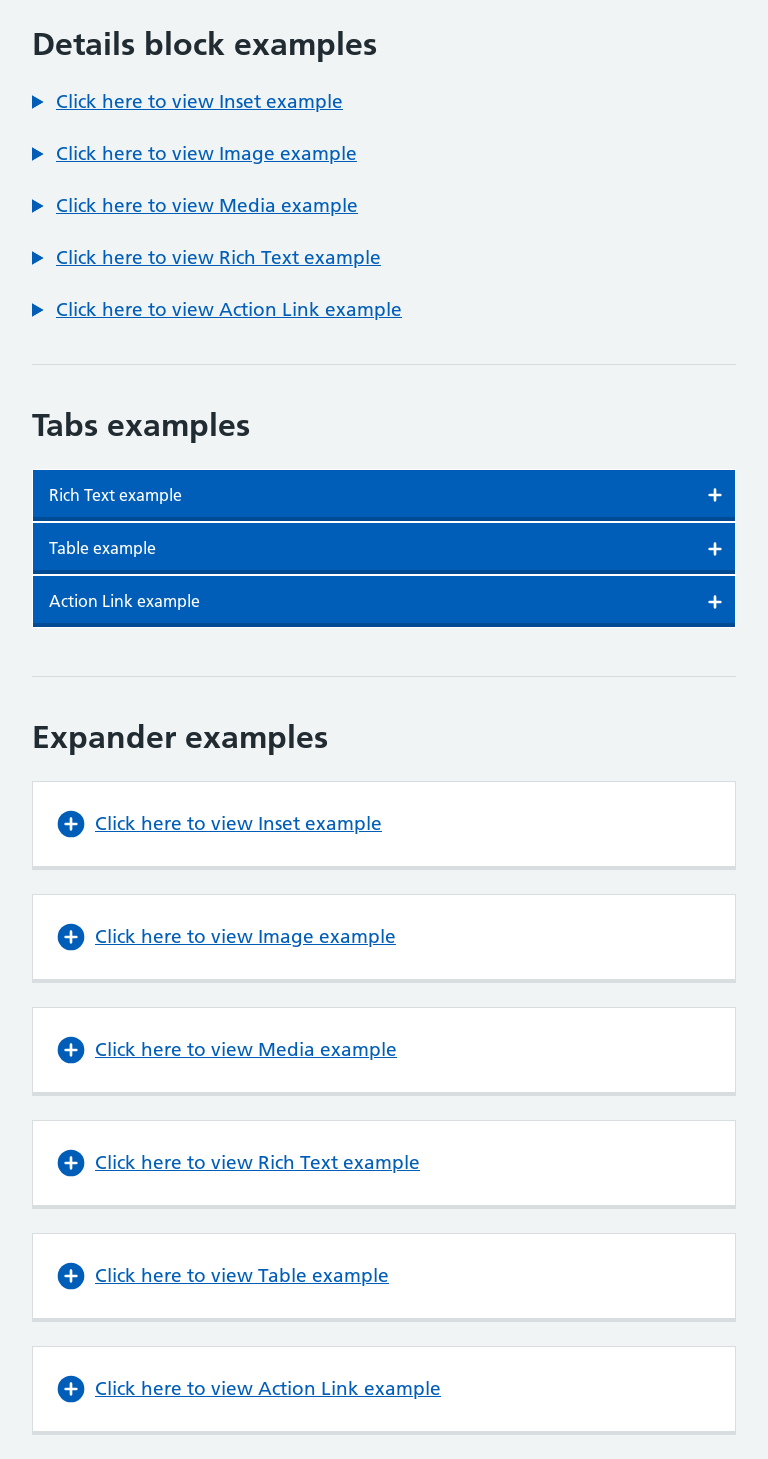 Details block examples
Click here to view Inset example
Click here to view Image example
Click here to view Media example
Click here to view Rich Text example
Click here to view Action Link example
Tabs examples
Rich Text example
Table example
Action Link example
Expander examples
Click here to view Inset example
Click here to view Image example
Click here to view Media example
Click here to view Rich Text example
Click here to view Table example
Click here to view Action Link example